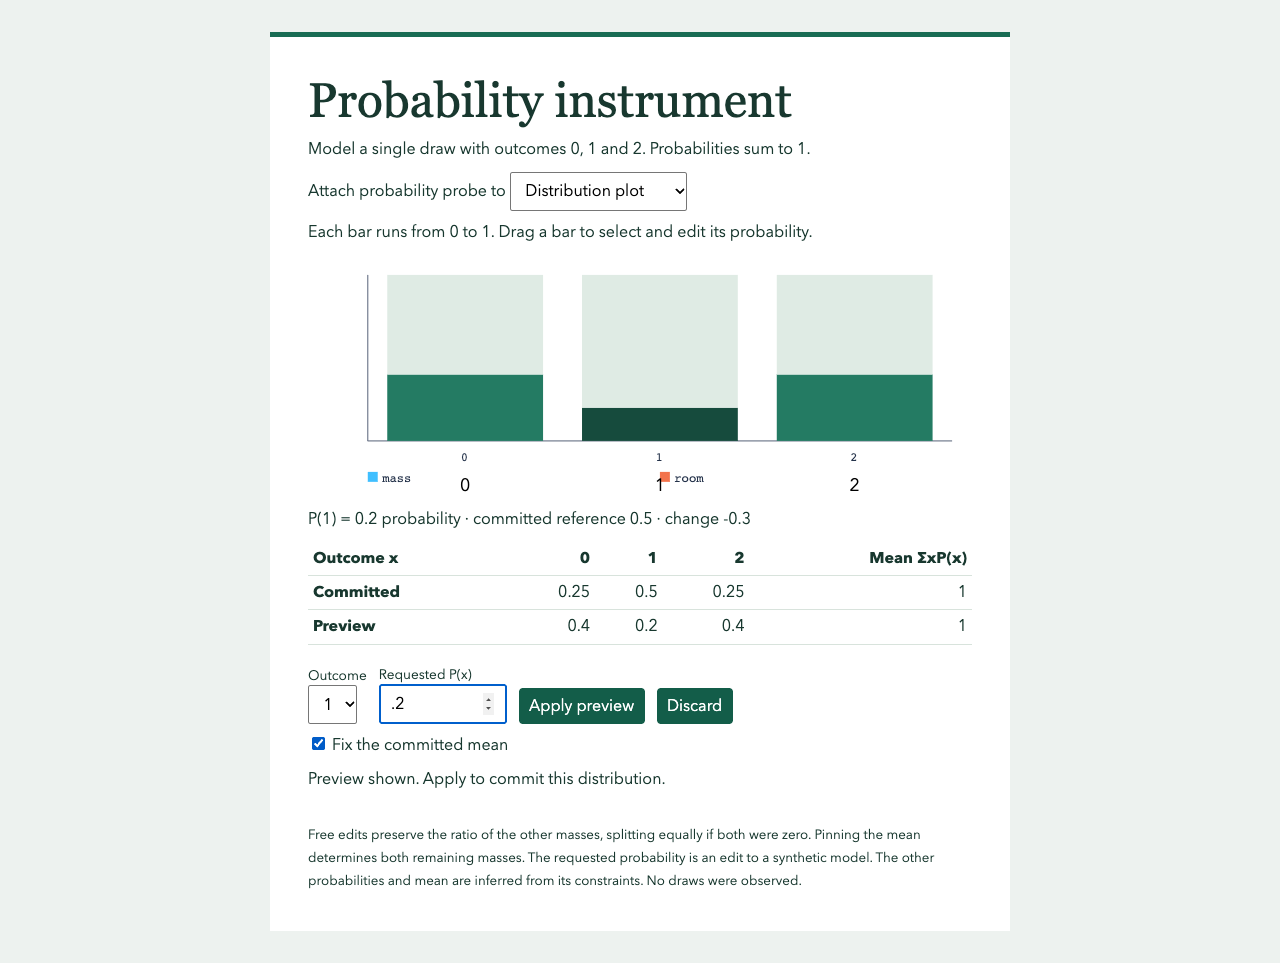 Probability instrument
Model a single draw with outcomes 0, 1 and 2. Probabilities sum to 1.
Attach probability probe to Distribution plot
Each bar runs from 0 to 1. Drag a bar to select and edit its probability.
0 1 2
mass room
0 1 2
P(1) = 0.2 probability · committed reference 0.5 · change -0.3
Outcome x 0 1 2 Mean ΣxP(x)
Committed 0.25 0.5 0.25 1
Preview 0.4 0.2 0.4 1
Outcome Requested P(x)
1 .2 Apply preview Discard
Fix the committed mean
Preview shown. Apply to commit this distribution.
Free edits preserve the ratio of the other masses, splitting equally if both were zero. Pinning the mean
determines both remaining masses. The requested probability is an edit to a synthetic model. The other
probabilities and mean are inferred from its constraints. No draws were observed.